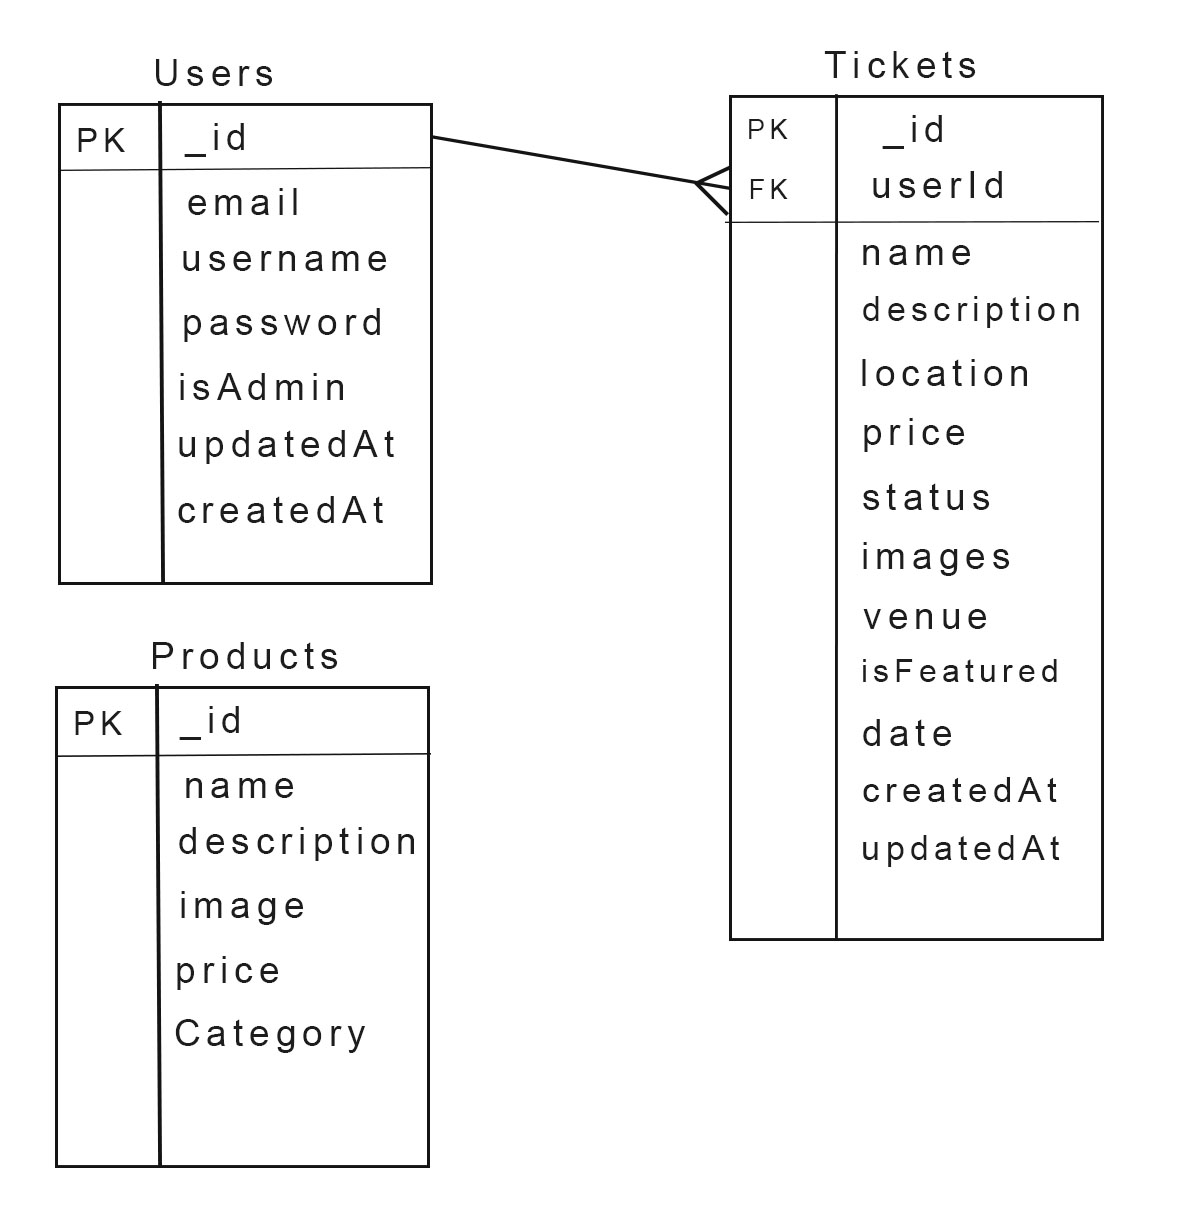 Users
PK _id
email
username
password
isAdmin
updatedAt
createdAt
Tickets
PK _id
FK userId
name
description
location
price
status
images
venue
isFeatured
date
createdAt
updatedAt
Products
PK _id
name
description
image
price
Category